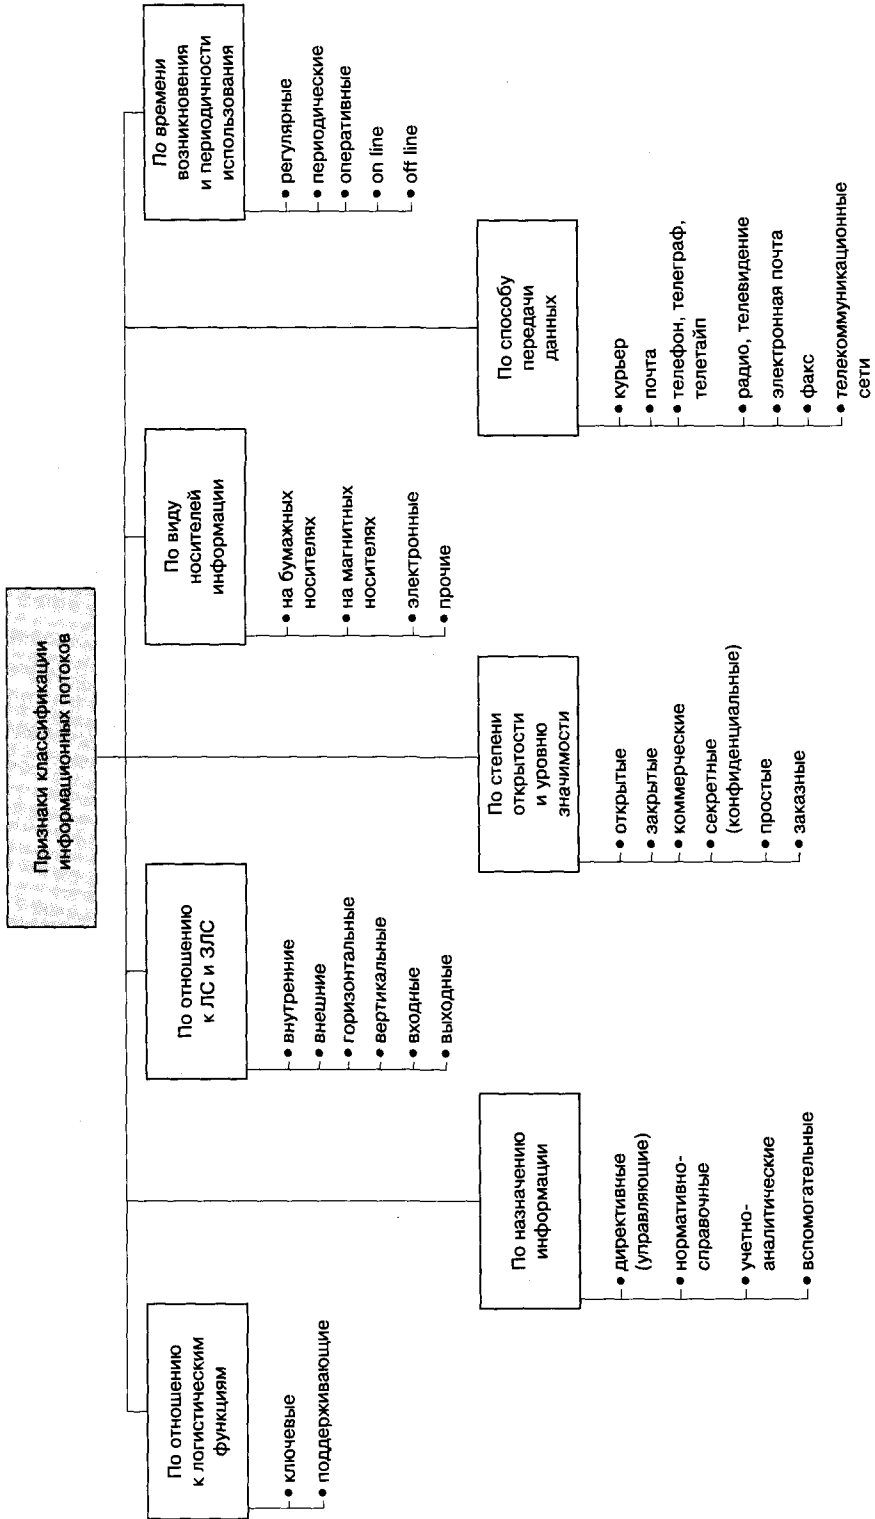 Признаки классификации
информационных потоков
По отношению
к логистическим
функциям
• ключевые
• поддерживающие
По отношению
к ЛС и ЗЛС
• внутренние
• внешние
• горизонтальные
• вертикальные
• входные
• выходные
По виду
носителей
информации
• на бумажных
носителях
• на магнитных
носителях
• электронные
• прочие
По времени
возникновения
и периодичности
использования
• регулярные
• периодические
• оперативные
• on line
• off line
По назначению
информации
• директивные
(управляющие)
• нормативно-
справочные
• учетно-
аналитические
• вспомогательные
По степени
открытости
и уровню
значимости
• открытые
• закрытые
• коммерческие
• секретные
(конфиденциальные)
• простые
• заказные
По способу
передачи
данных
• курьер
• почта
• телефон, телеграф,
телетайп
• радио, телевидение
• электронная почта
• факс
• телекоммуникационные
сети